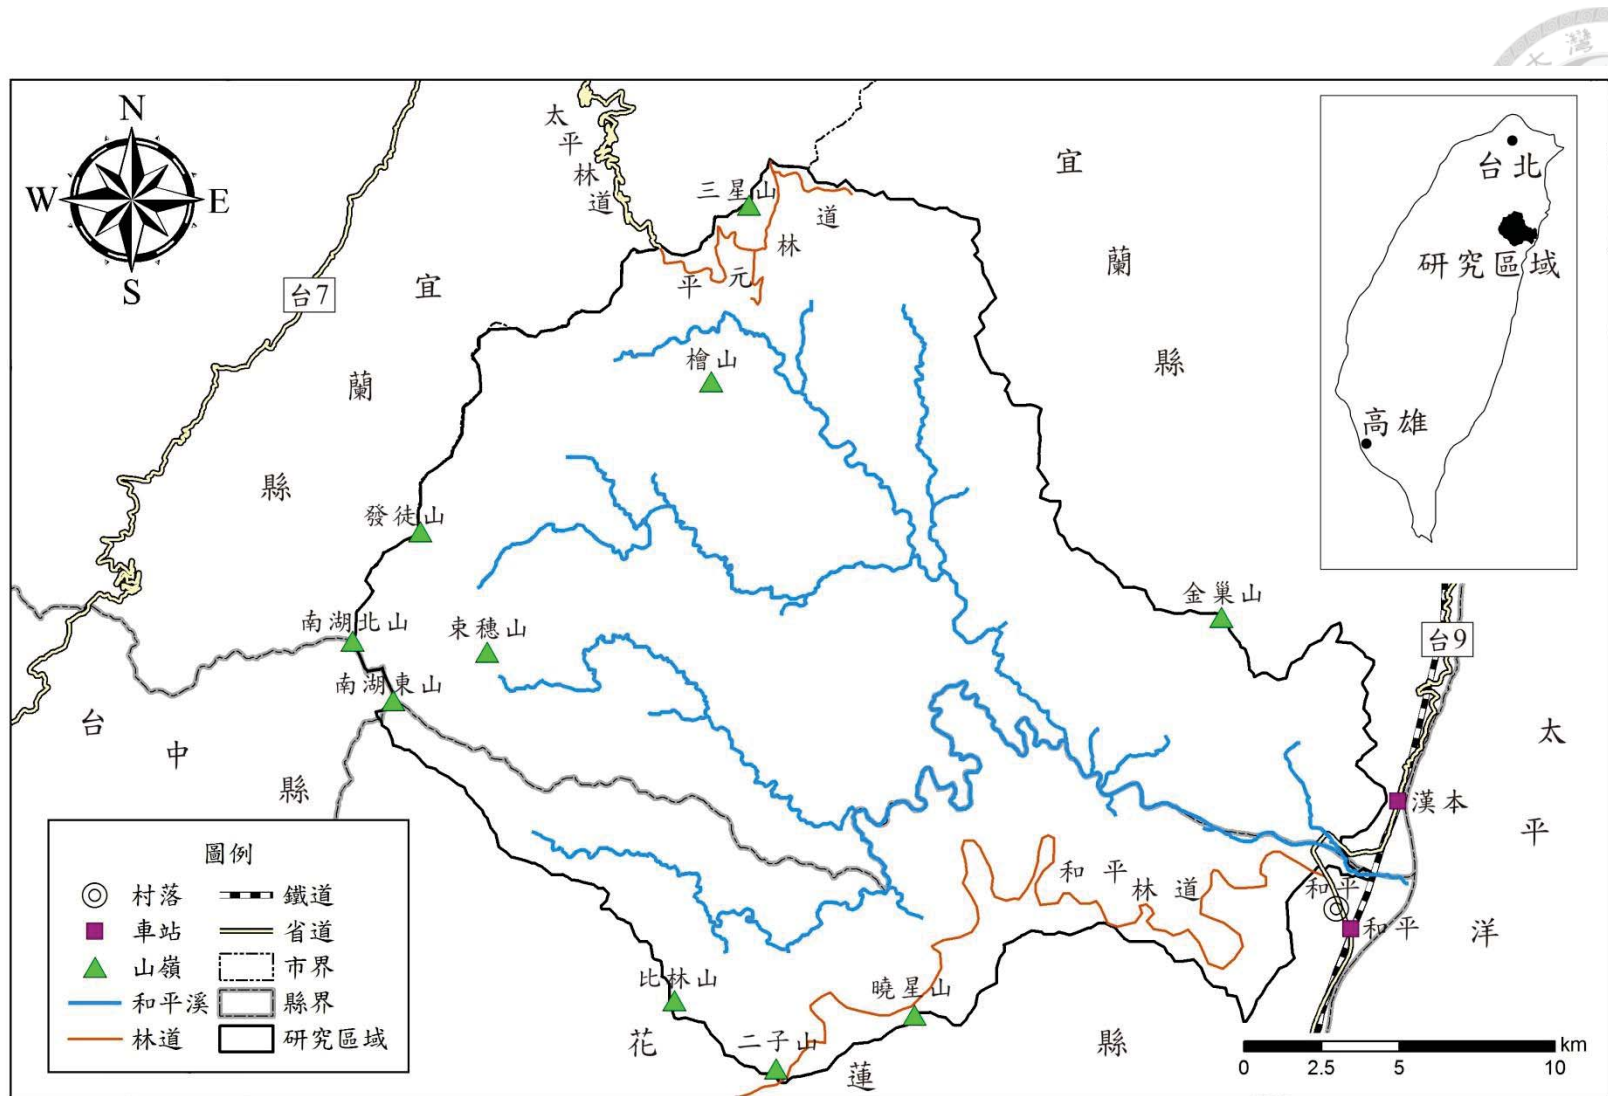 大灣
N
W
E
S
太平林道
宜蘭縣
台北
研究區域
高雄
三星山
平元林道
台7
宜蘭縣
檜山
發徒山
金巢山
南湖北山
束穗山
台9
南湖東山
台中縣
太平洋
漢本
和平林道
和平
和平
比林山
曉星山
二子山
花蓮縣
圖例
村落
鐵道
車站
省道
山嶺
市界
和平溪
縣界
林道
研究區域
km
0 2.5 5 10